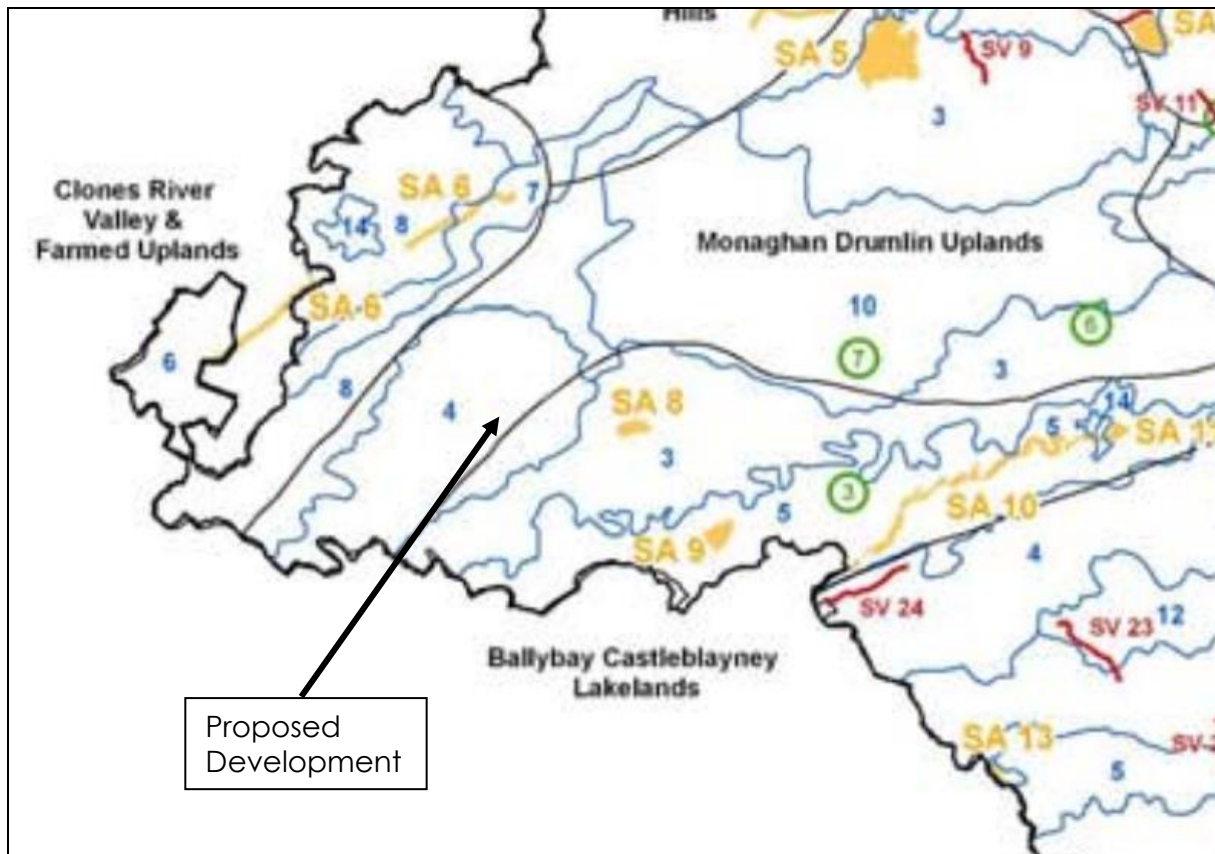 Hills
SA 5
SV 9
SA
3
SV 11
Clones River
Valley &
Farmed Uplands
SA 6
7
14
8
Monaghan Drumlin Uplands
SA 6
10
6
6
7
8
3
4
SA 8
14
5
3
3
SA 10
5
SA 9
4
SV 24
SV 23
12
Ballybay Castleblayney
Lakelands
Proposed
Development
SA 13
5